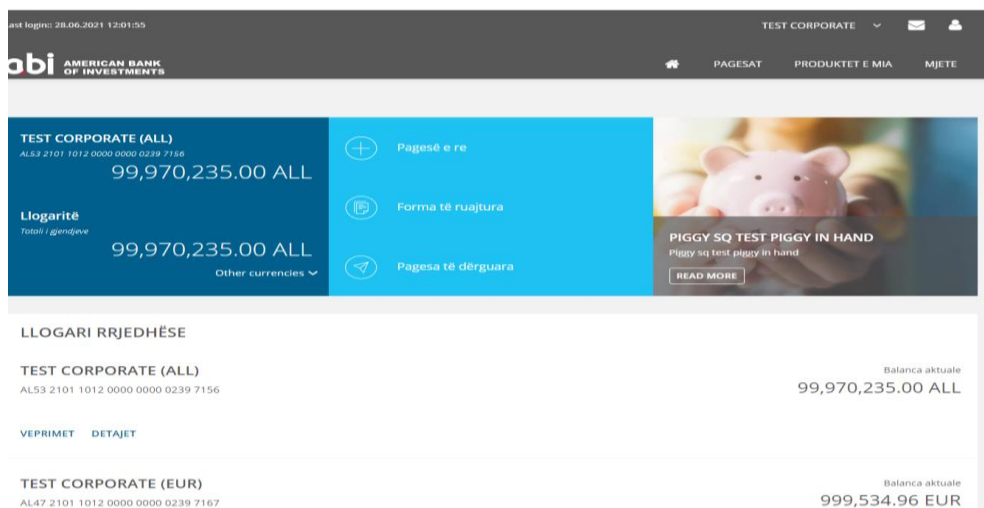 ast login:: 28.06.2021 12:01:55
TEST CORPORATE
abi AMERICAN BANK
OF INVESTMENTS
PAGESAT PRODUKTET E MIA MJETE
TEST CORPORATE (ALL)
AL53 2101 1012 0000 0000 0239 7156
99,970,235.00 ALL
Llogaritë
Totali i gjendjeve
99,970,235.00 ALL
Other currencies
Pagesë e re
Forma të ruajtura
Pagesa të dërguara
PIGGY SQ TEST PIGGY IN HAND
Piggy sq test piggy in hand
READ MORE
LLOGARI RRJEDHËSE
TEST CORPORATE (ALL)
AL53 2101 1012 0000 0000 0239 7156
Balanca aktuale
99,970,235.00 ALL
VEPRIMET DETAJET
TEST CORPORATE (EUR)
AL47 2101 1012 0000 0000 0239 7167
Balanca aktuale
999,534.96 EUR